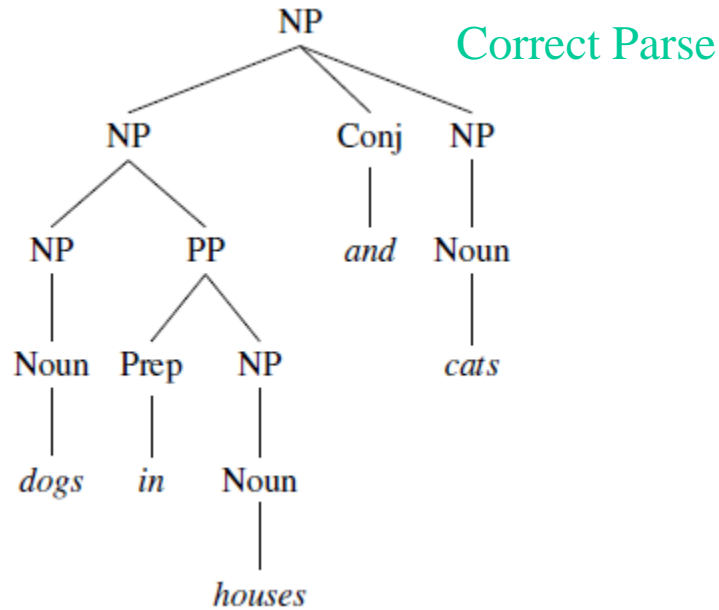 NP
Correct Parse
NP Conj NP
NP PP and Noun
Noun Prep NP cats
dogs in Noun
houses